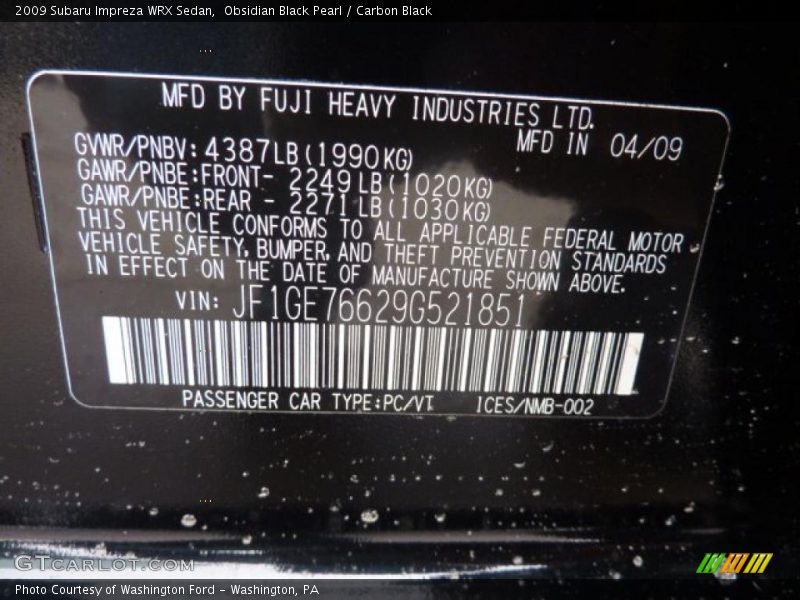 2009 Subaru Impreza WRX Sedan,  Obsidian Black Pearl / Carbon Black
MFD BY FUJI HEAVY INDUSTRIES LTD.
MFD IN 04/09
GVWR/PNBV: 4387LB(1990KG)
GAWR/PNBE:FRONT- 2249LB(1020KG)
GAWR/PNBE:REAR - 2271LB(1030KG)
THIS VEHICLE CONFORMS TO ALL APPLICABLE FEDERAL MOTOR
VEHICLE SAFETY, BUMPER, AND THEFT PREVENTION STANDARDS
IN EFFECT ON THE DATE OF MANUFACTURE SHOWN ABOVE.
VIN: JF1GE76629G521851
PASSENGER CAR TYPE:PC/VT ICES/NMB-002
GTcarlot.com
Photo Courtesy of Washington Ford - Washington, PA